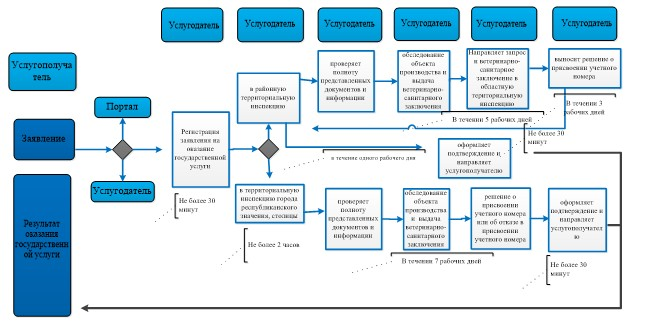 Услугодатель
Услугодатель
Услугодатель
Услугодатель
Услугодатель
Услугодатель
Услугополуча
тель
Портал
Заявление
Услугодатель
Результат
оказания
государственн
ой услуги
Регистрация
заявления на
оказание
государственной
услуги
Не более 30
минут
в районную
территориальную
инспекцию
проверяет
полноту
представленных
документов и
информации
обследование
объекта
производства и
выдача
ветеринарно-
санитарного
заключения
Направляет запрос
и ветеринарно-
санитарное
заключение в
областную
территориальную
инспекцию
выносят решение о
присвоении учетного
номера
В течении 3
рабочих дней
В течении 5 рабочих дней
в течение одного рабочего дня
оформляет
подтверждение и
направляет
услугополучателю
Не более 30
минут
в территориальную
инспекцию города
республиканского
значения, столицы
Не более 2 часов
проверяет
полноту
представленных
документов и
информации
обследование
объекта
производства и
выдача
ветеринарно-
санитарного
заключения
В течении 7 рабочих дней
решение о
присвоении
учетного номера
или об отказе в
присвоении
учетного номера
оформляет
подтверждение и
направляет
услугополучател
ю
Не более 30
минут